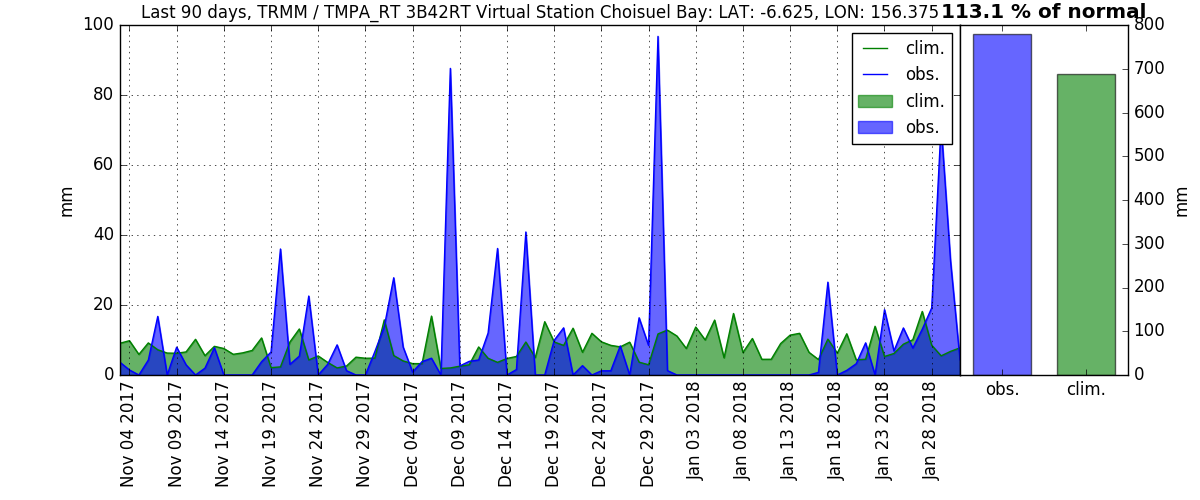 Last 90 days, TRMM / TMPA_RT 3B42RT Virtual Station Choisuel Bay: LAT: -6.625, LON: 156.375
113.1 % of normal
100
80
60
40
20
0
mm
clim.
obs.
clim.
obs.
Nov 04 2017
Nov 09 2017
Nov 14 2017
Nov 19 2017
Nov 24 2017
Nov 29 2017
Dec 04 2017
Dec 09 2017
Dec 14 2017
Dec 19 2017
Dec 24 2017
Dec 29 2017
Jan 03 2018
Jan 08 2018
Jan 13 2018
Jan 18 2018
Jan 23 2018
Jan 28 2018
800
700
600
500
400
300
200
100
0
mm
obs.
clim.